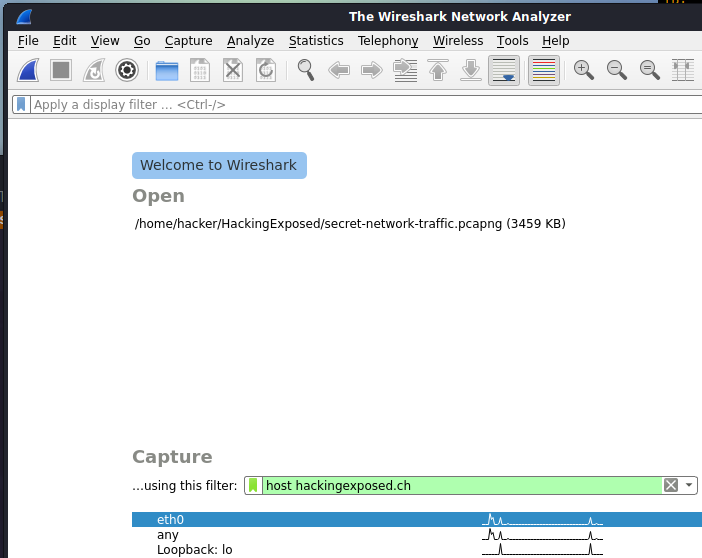 The Wireshark Network Analyzer
File Edit View Go Capture Analyze Statistics Telephony Wireless Tools Help
Apply a display filter … <Ctrl-/>
Welcome to Wireshark
Open
/home/hacker/HackingExposed/secret-network-traffic.pcapng (3459 KB)
Capture
…using this filter: host hackingexposed.ch
eth0
any
Loopback: lo